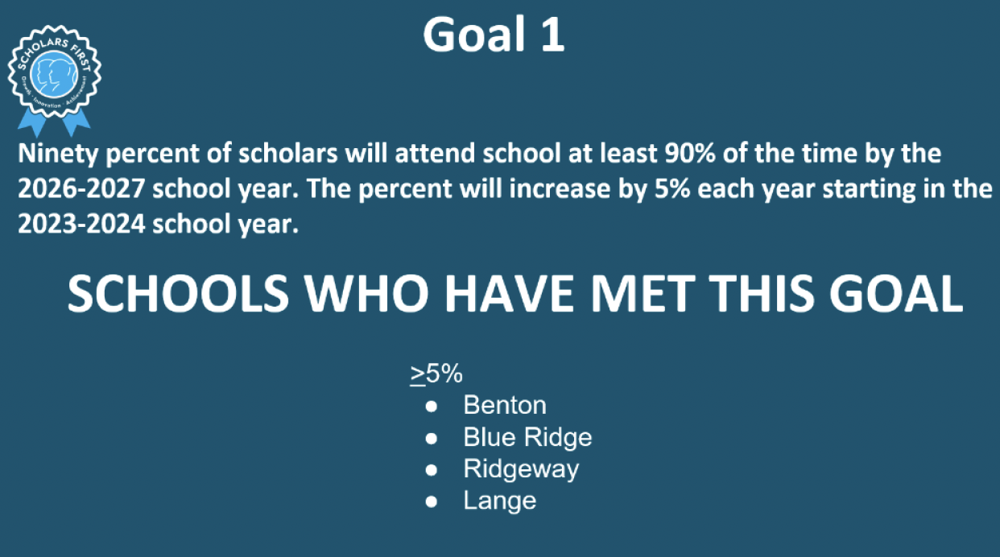 Goal 1
SCHOLARS FIRST
Growth · Innovation · Achievement
Ninety percent of scholars will attend school at least 90% of the time by the
2026-2027 school year. The percent will increase by 5% each year starting in the
2023-2024 school year.
SCHOOLS WHO HAVE MET THIS GOAL
≥5%
● Benton
● Blue Ridge
● Ridgeway
● Lange